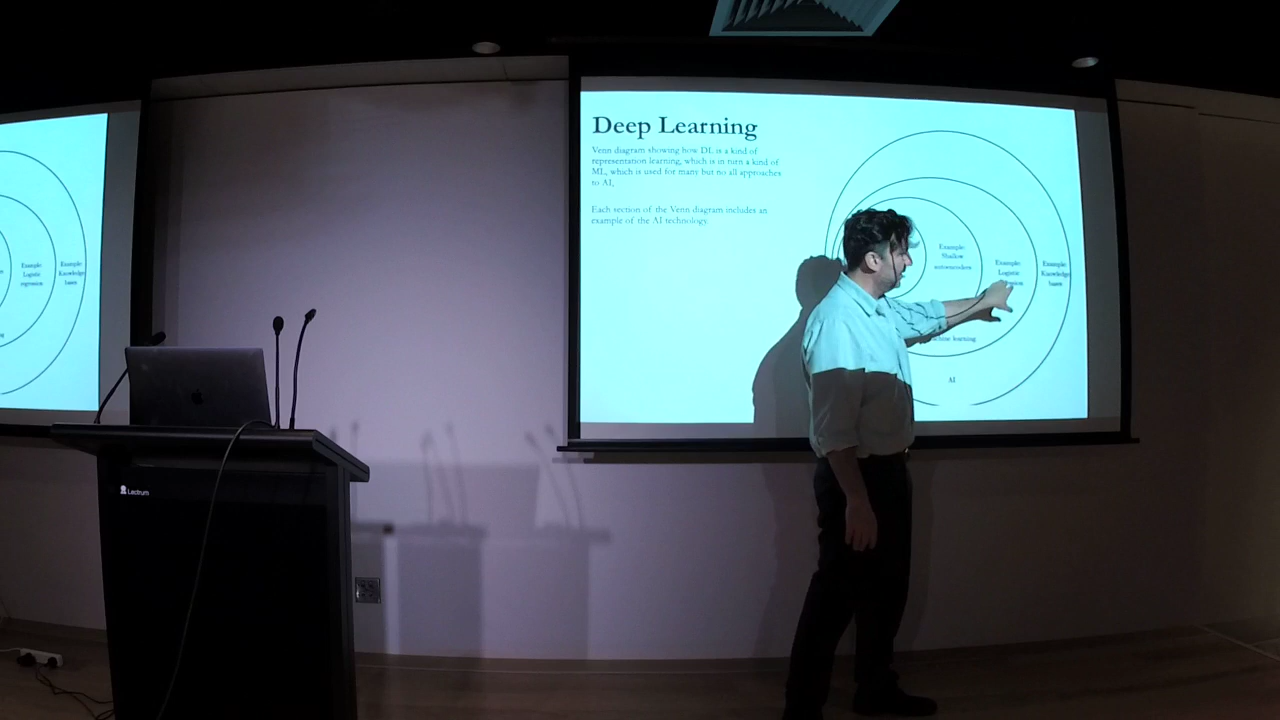 Deep Learning
Venn diagram showing how DL is a kind of
representation learning, which is in turn a kind of
ML, which is used for many but no all approaches
to AI,
Each section of the Venn diagram includes an
example of the AI technology.
Example:
Shallow
autoencoders
Example:
Logistic
Example:
Knowledge
bases
learning
AI
Example:
Logistic
regression
Example:
Knowledge
bases
Lectrum